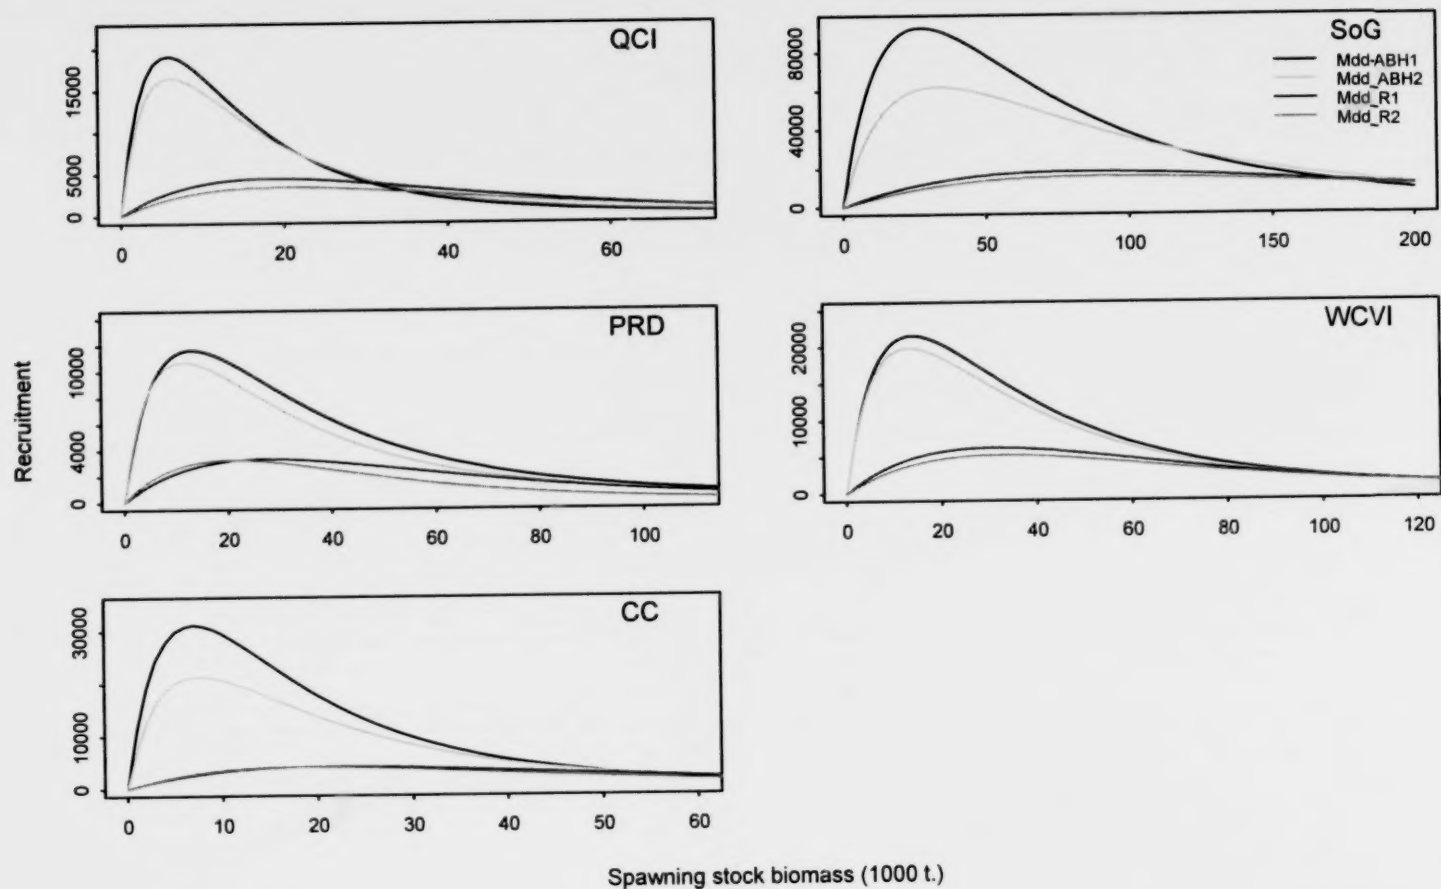 QCI
0 5000 15000
0 20 40 60
SoG
Mdd-ABH1
Mdd_ABH2
Mdd_R1
Mdd_R2
0 40000 80000
0 50 100 150 200
PRD
0 4000 10000
0 20 40 60 80 100
WCVI
0 10000 20000
0 20 40 60 80 100 120
CC
0 10000 30000
0 10 20 30 40 50 60
Recruitment
Spawning stock biomass (1000 t.)